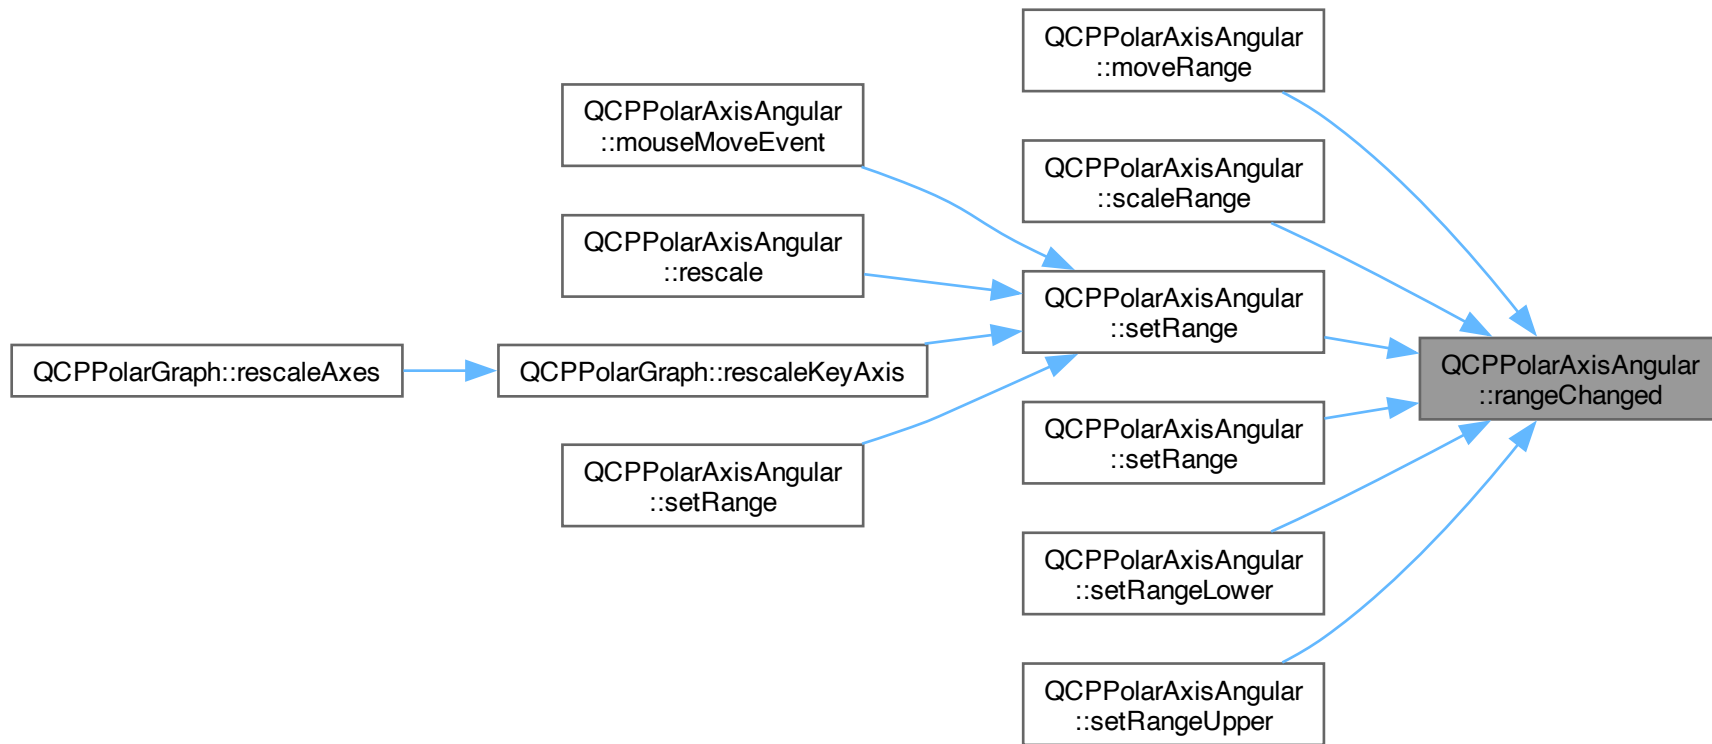 QCPPolarAxisAngular
::moveRange
QCPPolarAxisAngular
::mouseMoveEvent
QCPPolarAxisAngular
::scaleRange
QCPPolarAxisAngular
::rescale
QCPPolarAxisAngular
::setRange
QCPPolarGraph::rescaleAxes
QCPPolarGraph::rescaleKeyAxis
QCPPolarAxisAngular
::rangeChanged
QCPPolarAxisAngular
::setRange
QCPPolarAxisAngular
::setRange
QCPPolarAxisAngular
::setRangeLower
QCPPolarAxisAngular
::setRangeUpper